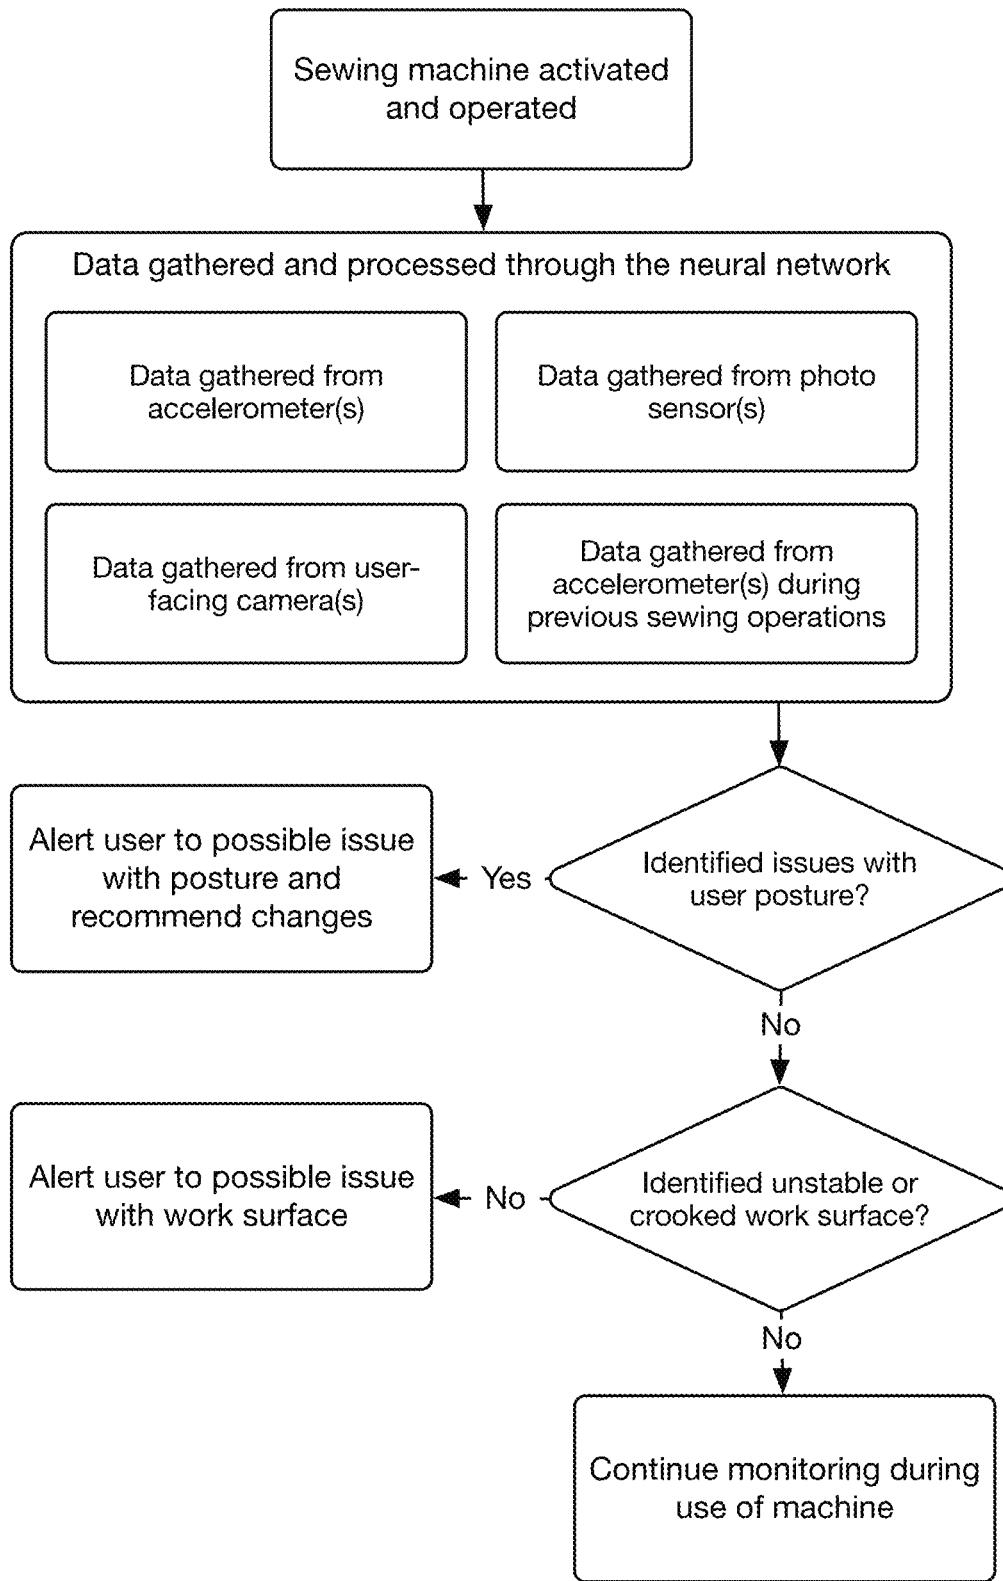 Sewing machine activated
and operated
Data gathered and processed through the neural network
Data gathered from
accelerometer(s)
Data gathered from photo
sensor(s)
Data gathered from user-
facing camera(s)
Data gathered from
accelerometer(s) during
previous sewing operations
Identified issues with
user posture?
Yes
Alert user to possible issue
with posture and
recommend changes
No
Identified unstable or
crooked work surface?
No
Alert user to possible issue
with work surface
No
Continue monitoring during
use of machine